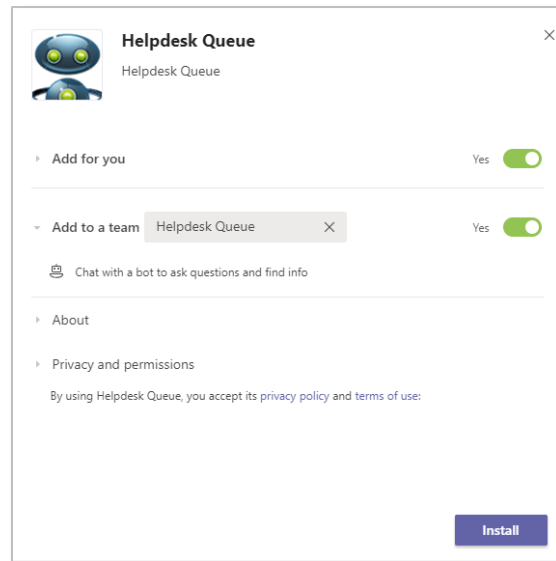 Helpdesk Queue
Helpdesk Queue
Add for you Yes
Add to a team Helpdesk Queue Yes
Chat with a bot to ask questions and find info
About
Privacy and permissions
By using Helpdesk Queue, you accept its privacy policy and terms of use:
Install